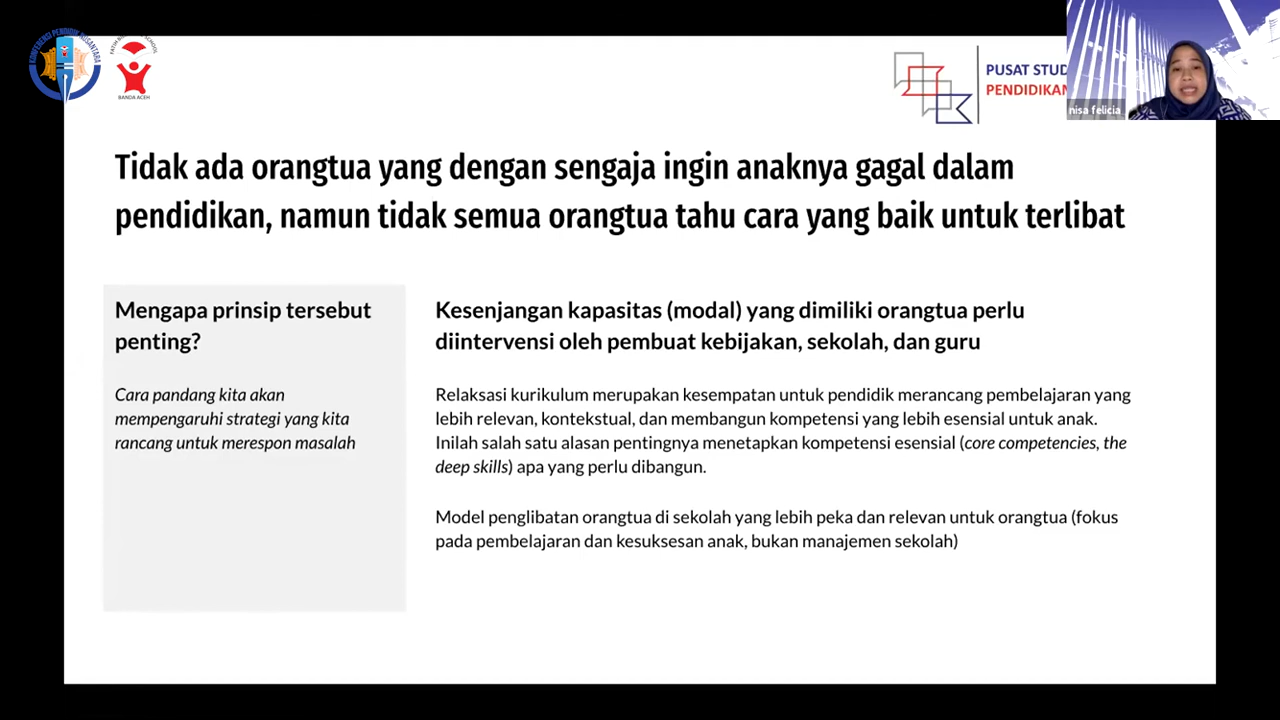 KONFERENSI PENDIDIK NUSANTARA
SCHOOL
BANDA ACEH
PUSAT STUD
PENDIDIKAN
nisa felicia
Tidak ada orangtua yang dengan sengaja ingin anaknya gagal dalam
pendidikan, namun tidak semua orangtua tahu cara yang baik untuk terlibat
Mengapa prinsip tersebut
penting?
Cara pandang kita akan
mempengaruhi strategi yang kita
rancang untuk merespon masalah
Kesenjangan kapasitas (modal) yang dimiliki orangtua perlu
diintervensi oleh pembuat kebijakan, sekolah, dan guru
Relaksasi kurikulum merupakan kesempatan untuk pendidik merancang pembelajaran yang
lebih relevan, kontekstual, dan membangun kompetensi yang lebih esensial untuk anak.
Inilah salah satu alasan pentingnya menetapkan kompetensi esensial (core competencies, the
deep skills) apa yang perlu dibangun.
Model penglibatan orangtua di sekolah yang lebih peka dan relevan untuk orangtua (fokus
pada pembelajaran dan kesuksesan anak, bukan manajemen sekolah)